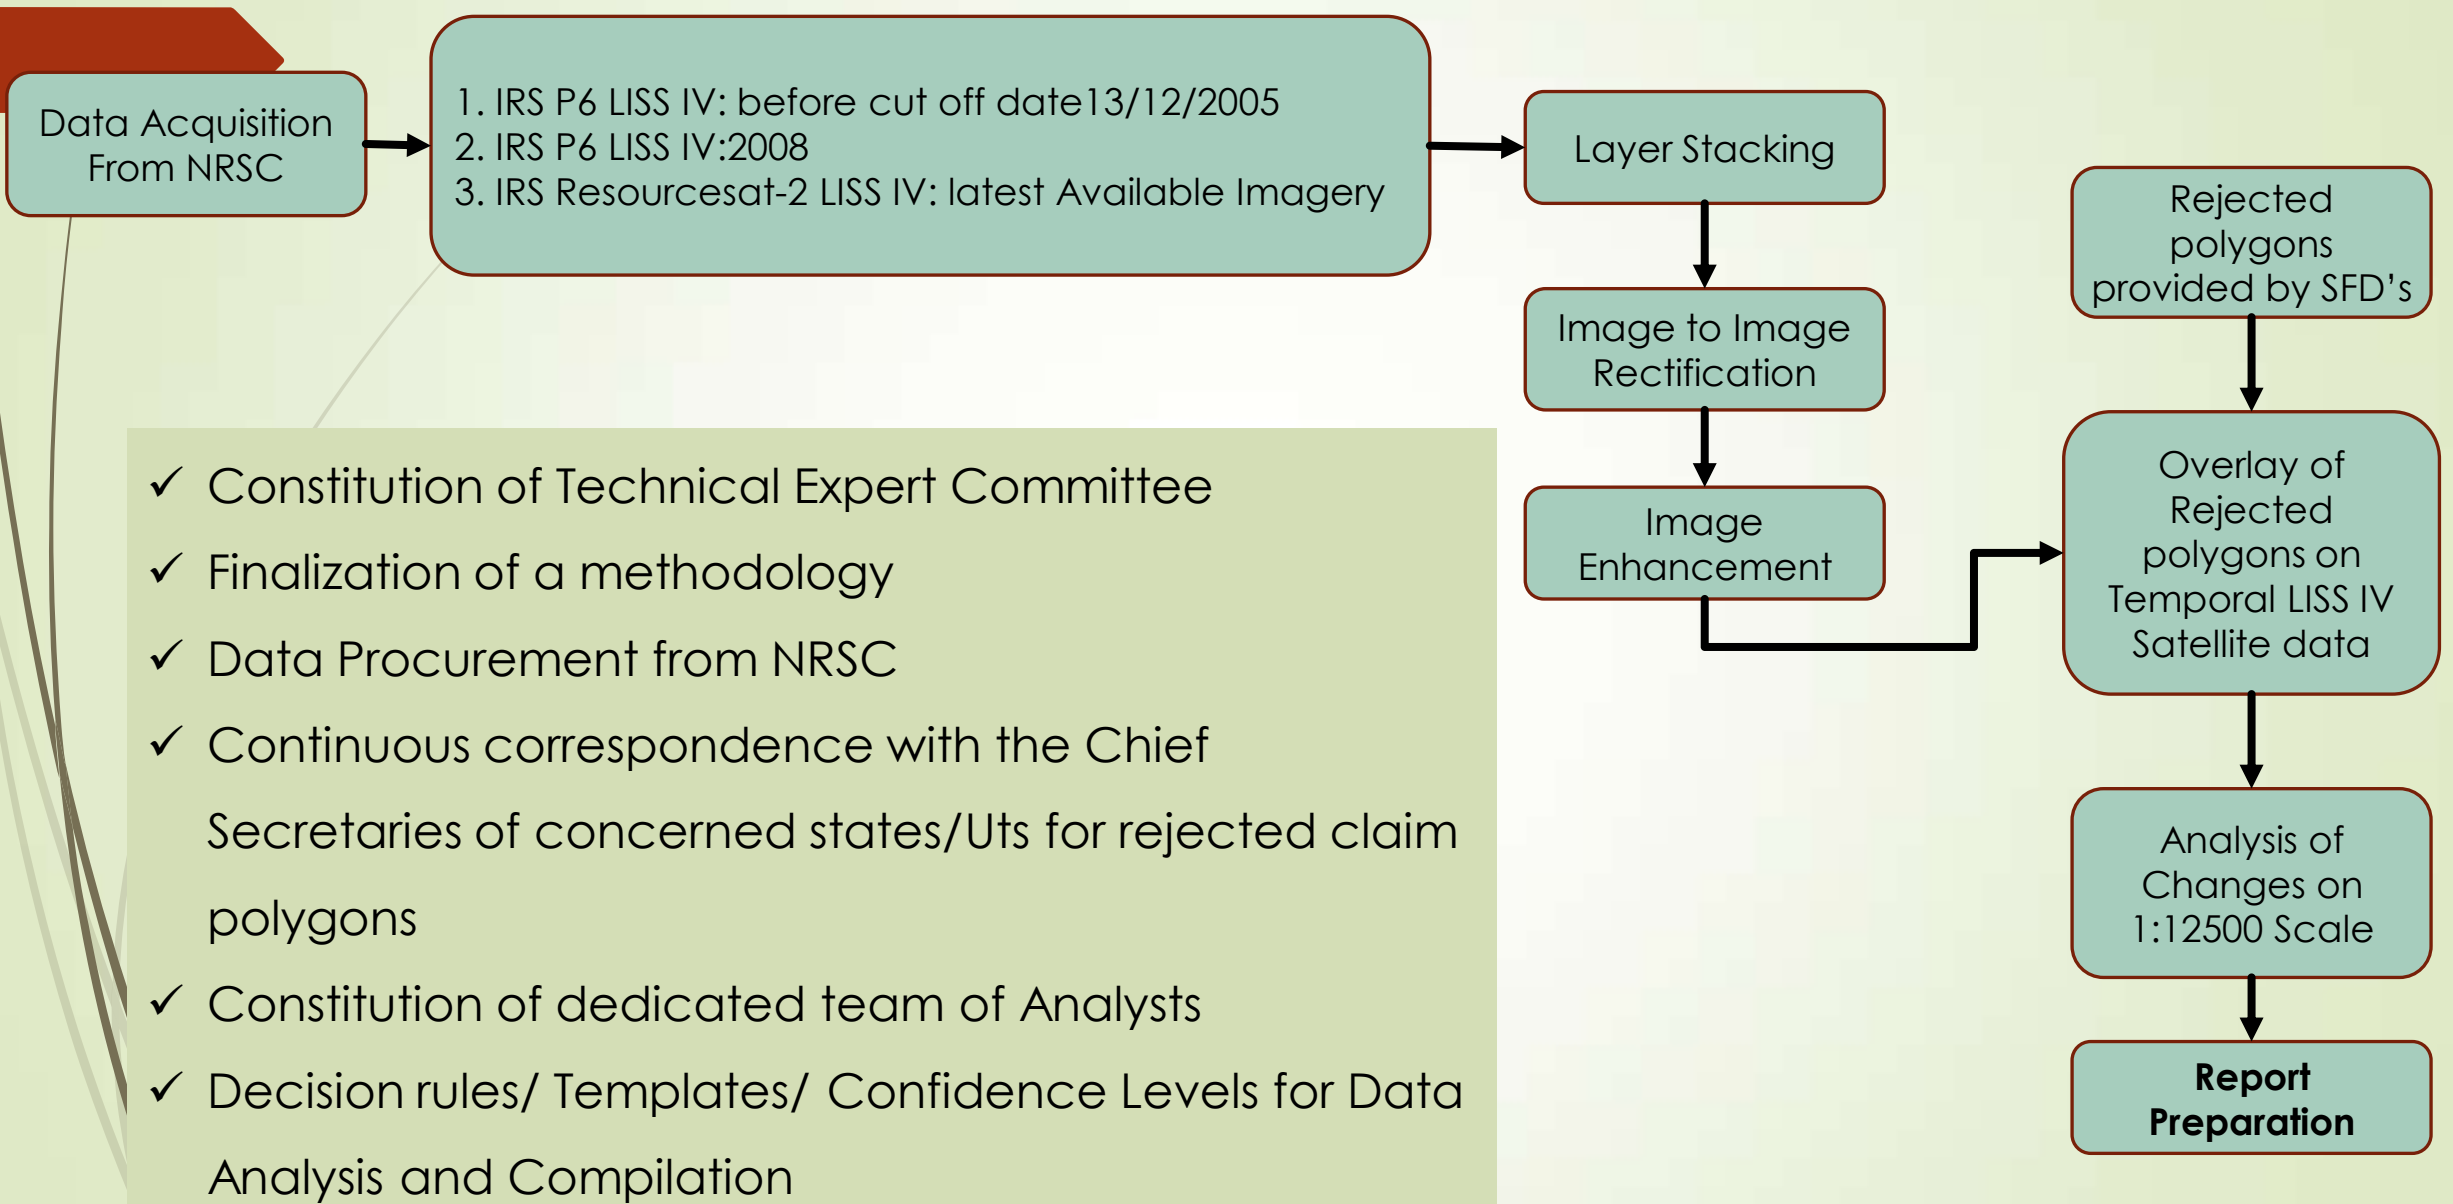 Data Acquisition
From NRSC
1. IRS P6 LISS IV: before cut off date13/12/2005
2. IRS P6 LISS IV:2008
3. IRS Resourcesat-2 LISS IV: latest Available Imagery
Layer Stacking
Image to Image
Rectification
Image
Enhancement
Rejected
polygons
provided by SFD’s
Overlay of
Rejected
polygons on
Temporal LISS IV
Satellite data
Analysis of
Changes on
1:12500 Scale
Report
Preparation
✓ Constitution of Technical Expert Committee
✓ Finalization of a methodology
✓ Data Procurement from NRSC
✓ Continuous correspondence with the Chief
Secretaries of concerned states/Uts for rejected claim
polygons
✓ Constitution of dedicated team of Analysts
✓ Decision rules/ Templates/ Confidence Levels for Data
Analysis and Compilation